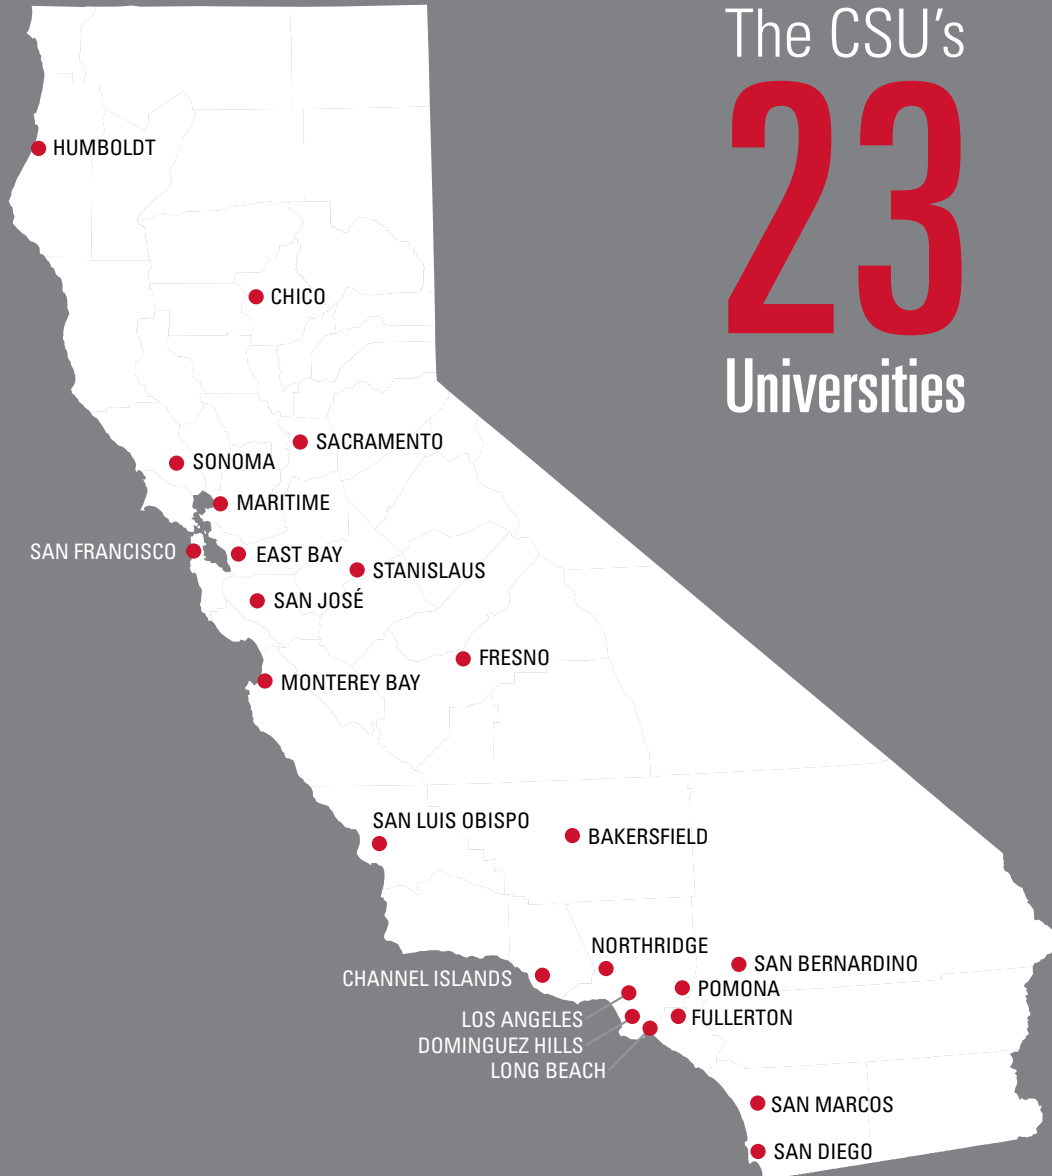 The CSU's
23
Universities
HUMBOLDT
CHICO
SACRAMENTO
SONOMA
MARITIME
SAN FRANCISCO
EAST BAY
STANISLAUS
SAN JOSÉ
FRESNO
MONTEREY BAY
SAN LUIS OBISPO
BAKERSFIELD
NORTHRIDGE
SAN BERNARDINO
CHANNEL ISLANDS
POMONA
LOS ANGELES
FULLERTON
DOMINGUEZ HILLS
LONG BEACH
SAN MARCOS
SAN DIEGO